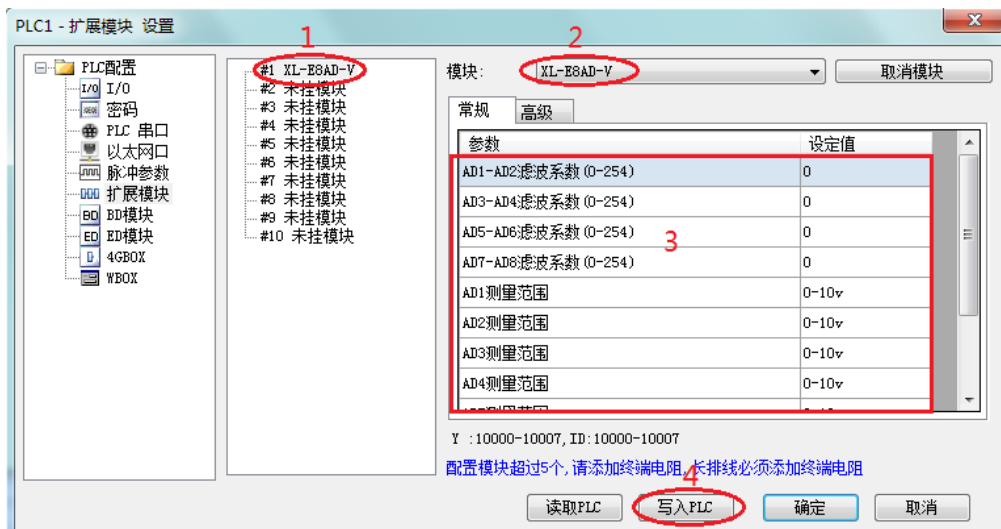 PLC1 - 扩展模块 设置
1
2
PLC配置
I/O I/O
密码
PLC 串口
以太网口
脉冲参数
扩展模块
BD BD模块
ED ED模块
4GBOX
WBOX
#1 XL-E8AD-V
#2 未挂模块
#3 未挂模块
#4 未挂模块
#5 未挂模块
#6 未挂模块
#7 未挂模块
#8 未挂模块
#9 未挂模块
#10 未挂模块
模块: XL-E8AD-V 取消模块
常规 高级
参数 设定值
AD1-AD2滤波系数(0-254) 0
AD3-AD4滤波系数(0-254) 0
AD5-AD6滤波系数(0-254) 0
3
AD7-AD8滤波系数(0-254) 0
AD1测量范围 0-10v
AD2测量范围 0-10v
AD3测量范围 0-10v
AD4测量范围 0-10v
Y :10000-10007,ID:10000-10007
配置模块超过5个,请添加终端电阻,长排线必须添加终端电阻
4
读取PLC 写入PLC 确定 取消